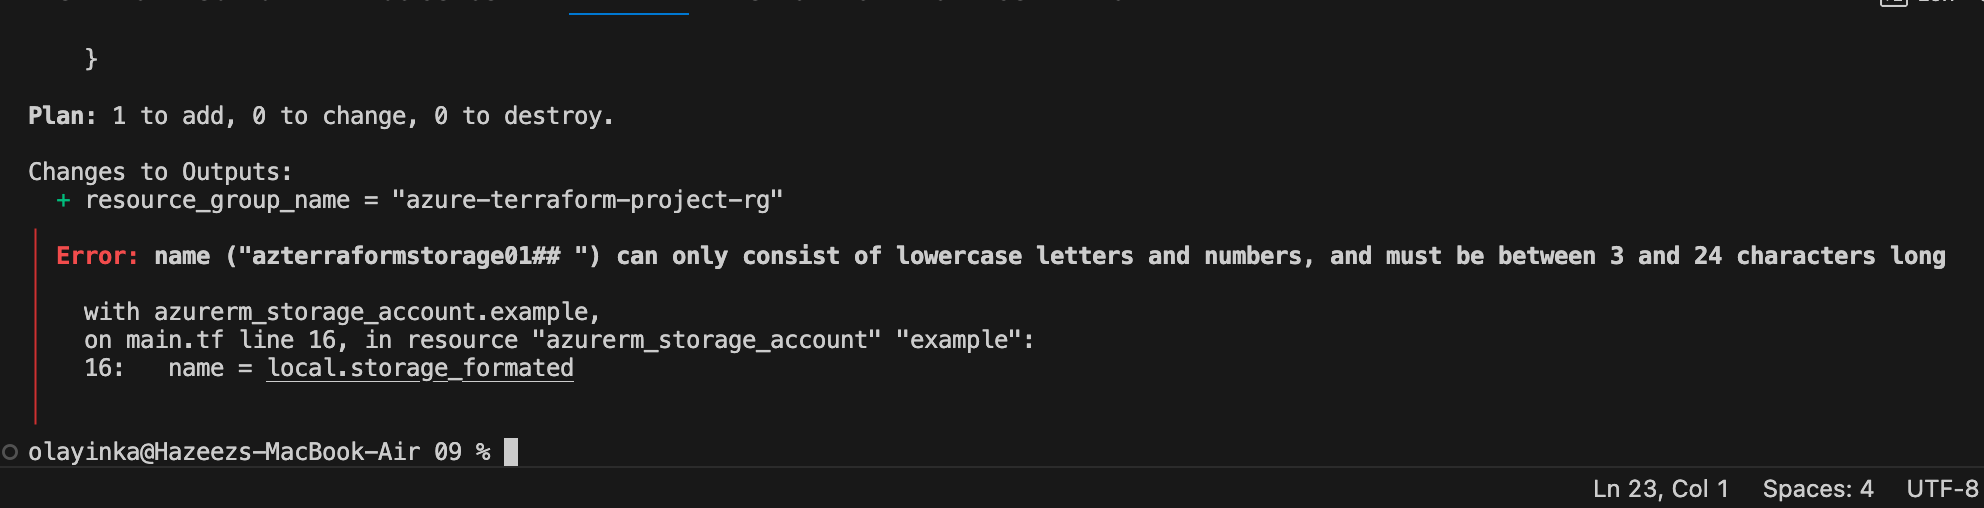 }
Plan: 1 to add, 0 to change, 0 to destroy.
Changes to Outputs:
+ resource_group_name = "azure-terraform-project-rg"
Error: name ("azterraformstorage01## ") can only consist of lowercase letters and numbers, and must be between 3 and 24 characters long
with azurerm_storage_account.example,
on main.tf line 16, in resource "azurerm_storage_account" "example":
16:   name = local.storage_formated
olayinka@Hazeezs-MacBook-Air 09 %
Ln 23, Col 1 Spaces: 4 UTF-8